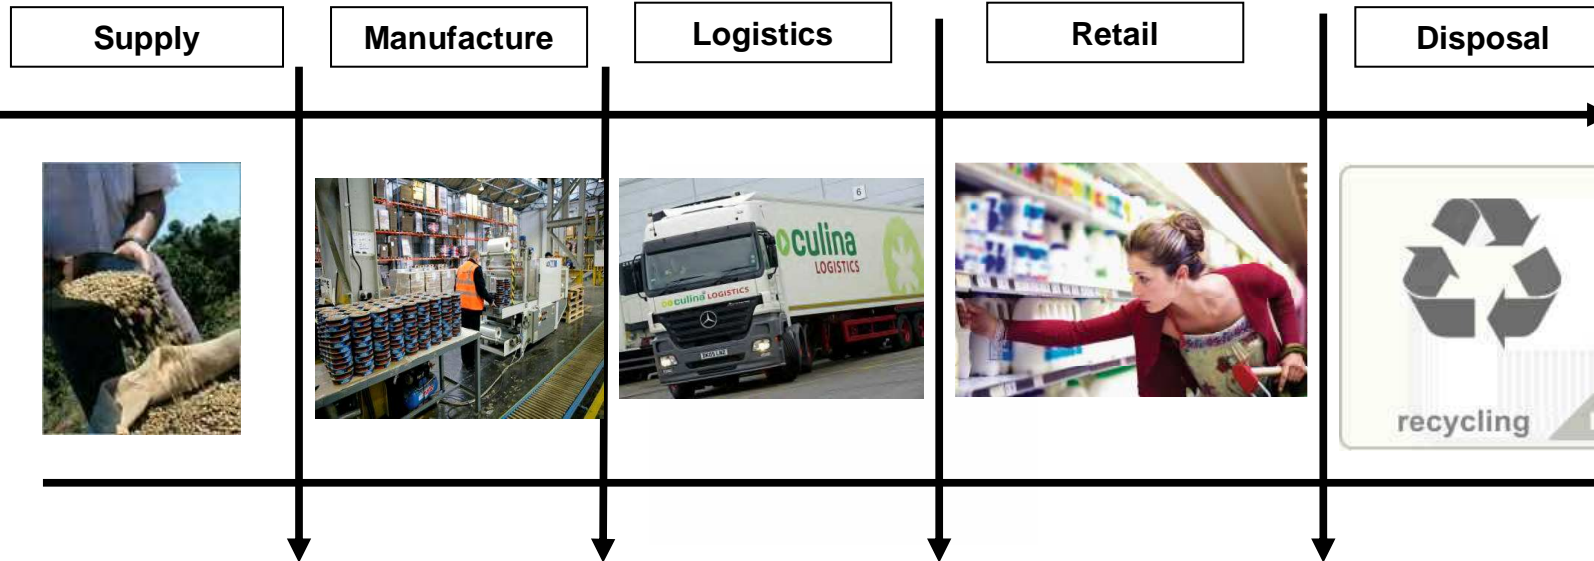 Supply
Manufacture
Logistics
Retail
Disposal
6
culina
LOGISTICS
culina LOGISTICS
recycling